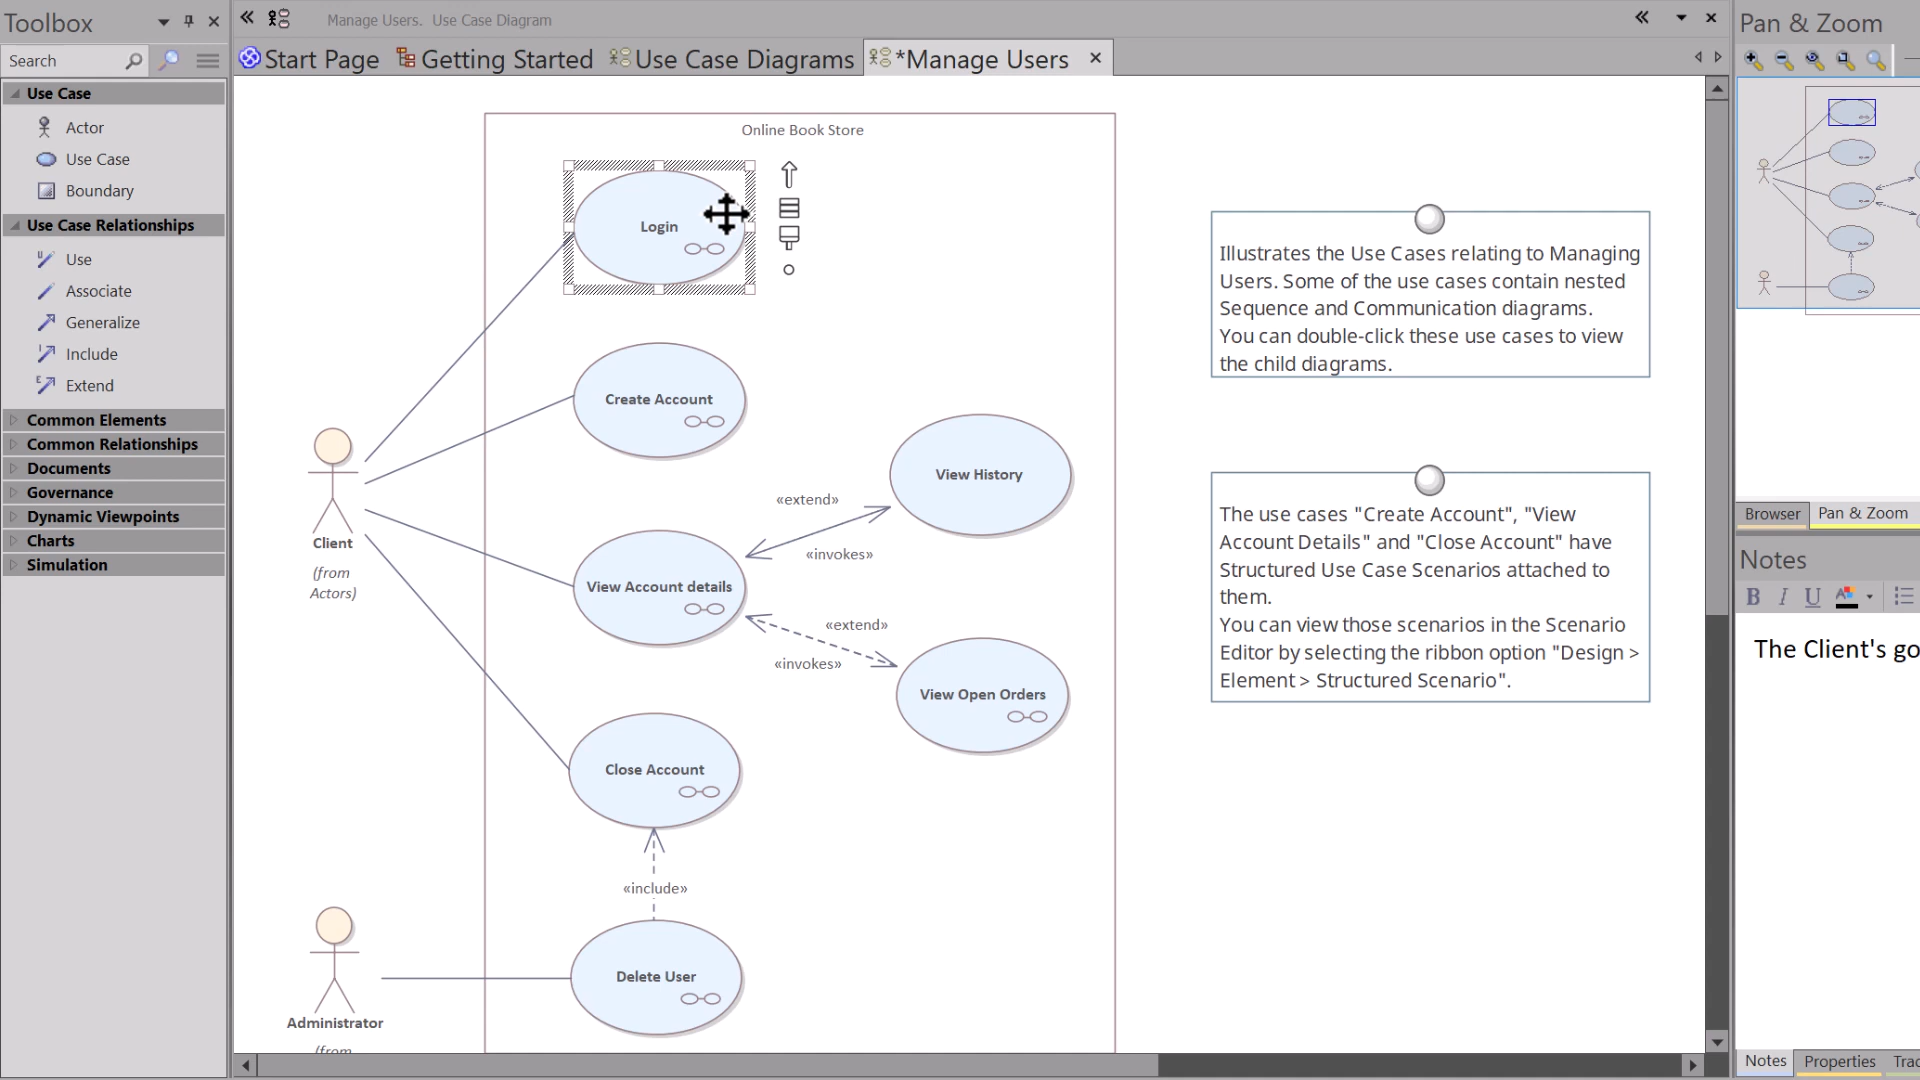 Toolbox
Search
Use Case
Actor
Use Case
Boundary
Use Case Relationships
Use
Associate
Generalize
Include
Extend
Common Elements
Common Relationships
Documents
Governance
Dynamic Viewpoints
Charts
Simulation
Manage Users. Use Case Diagram
Start Page
Getting Started
Use Case Diagrams
*Manage Users
Online Book Store
Login
Create Account
View History
«extend»
«invokes»
View Account details
«extend»
«invokes»
View Open Orders
Close Account
«include»
Delete User
Client
(from
Actors)
Administrator
(from
Illustrates the Use Cases relating to Managing
Users. Some of the use cases contain nested
Sequence and Communication diagrams.
You can double-click these use cases to view
the child diagrams.
The use cases "Create Account", "View
Account Details" and "Close Account" have
Structured Use Case Scenarios attached to
them.
You can view those scenarios in the Scenario
Editor by selecting the ribbon option "Design >
Element > Structured Scenario".
Pan & Zoom
Browser
Pan & Zoom
Notes
B I U A
The Client's go
Notes
Properties
Trac